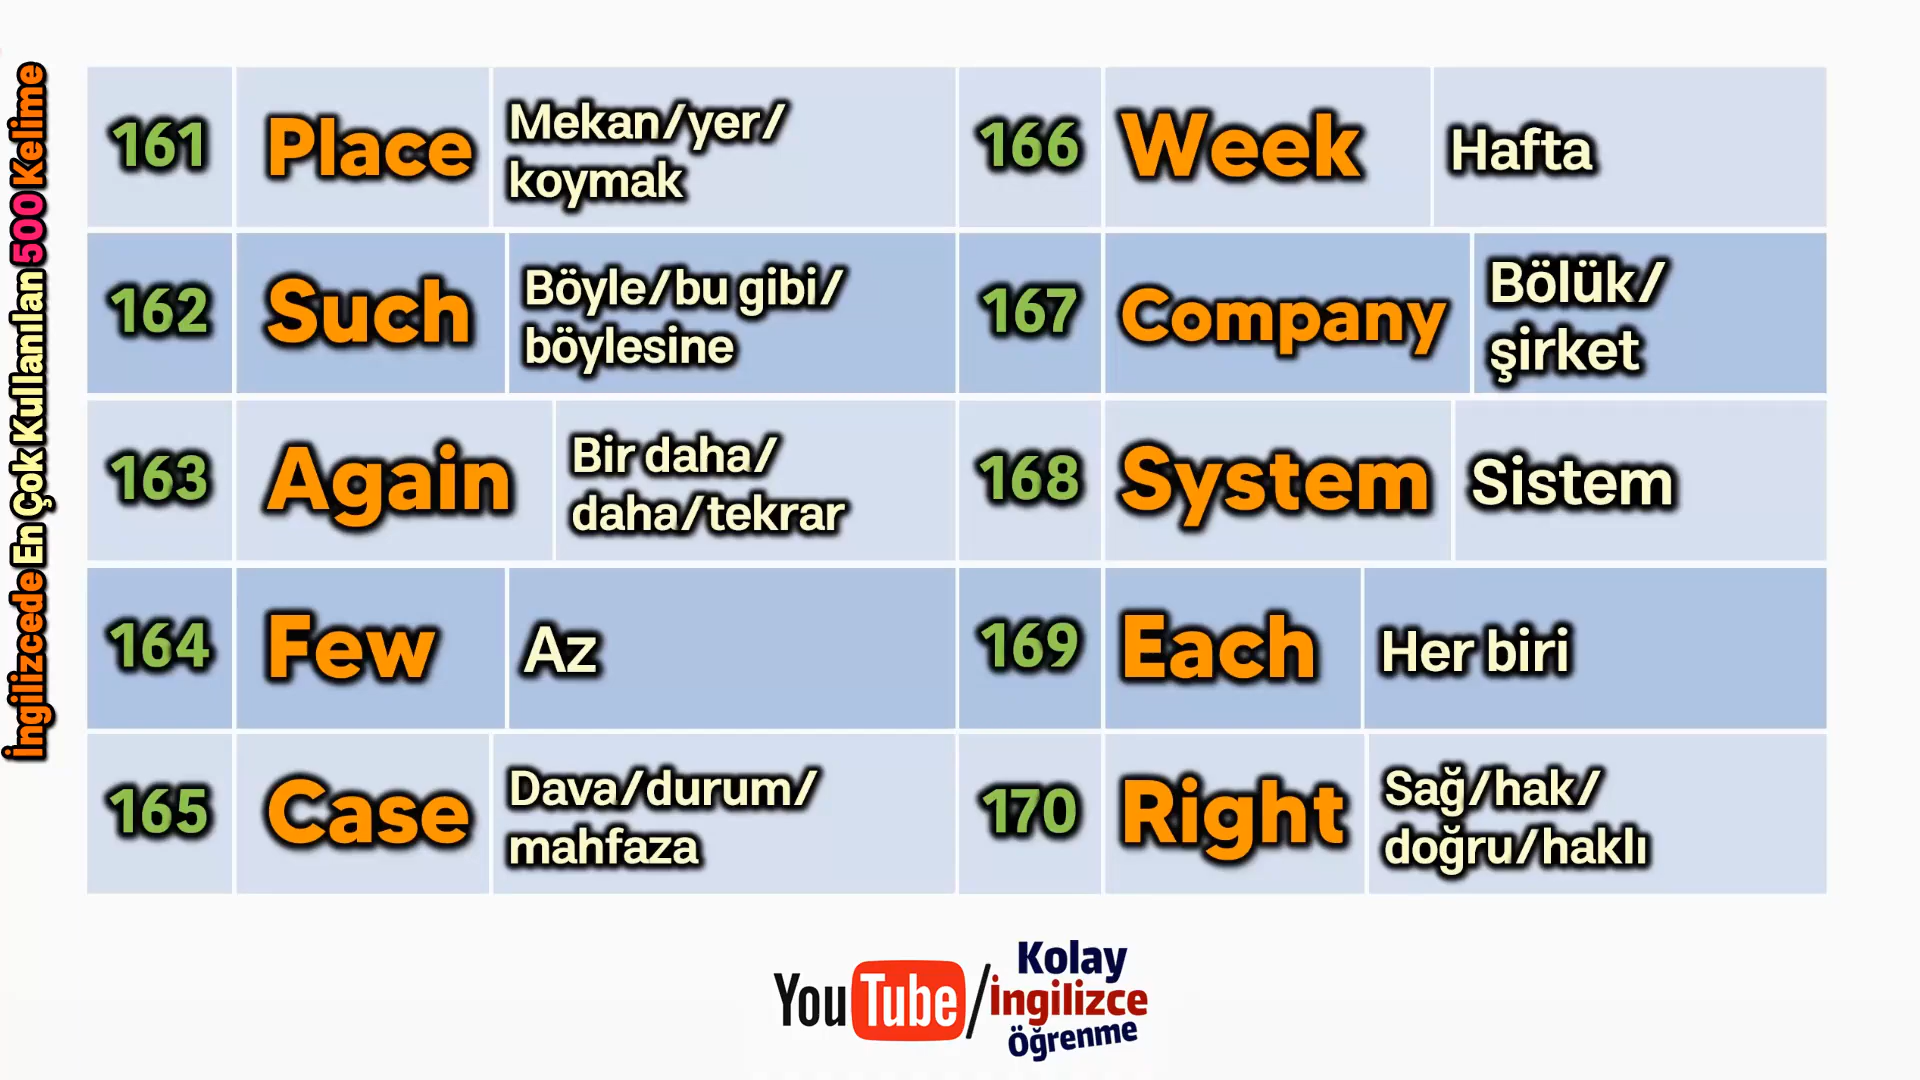 İngilizcede En Çok Kullanılan 500 Kelime
161 Place Mekan/yer/
koymak
162 Such Böyle/bu gibi/
böylesine
163 Again Bir daha/
daha/tekrar
164 Few Az
165 Case Dava/durum/
mahfaza
166 Week Hafta
167 Company Bölük/
şirket
168 System Sistem
169 Each Her biri
170 Right Sağ/hak/
doğru/haklı
YouTube/Kolay
İngilizce
Öğrenme